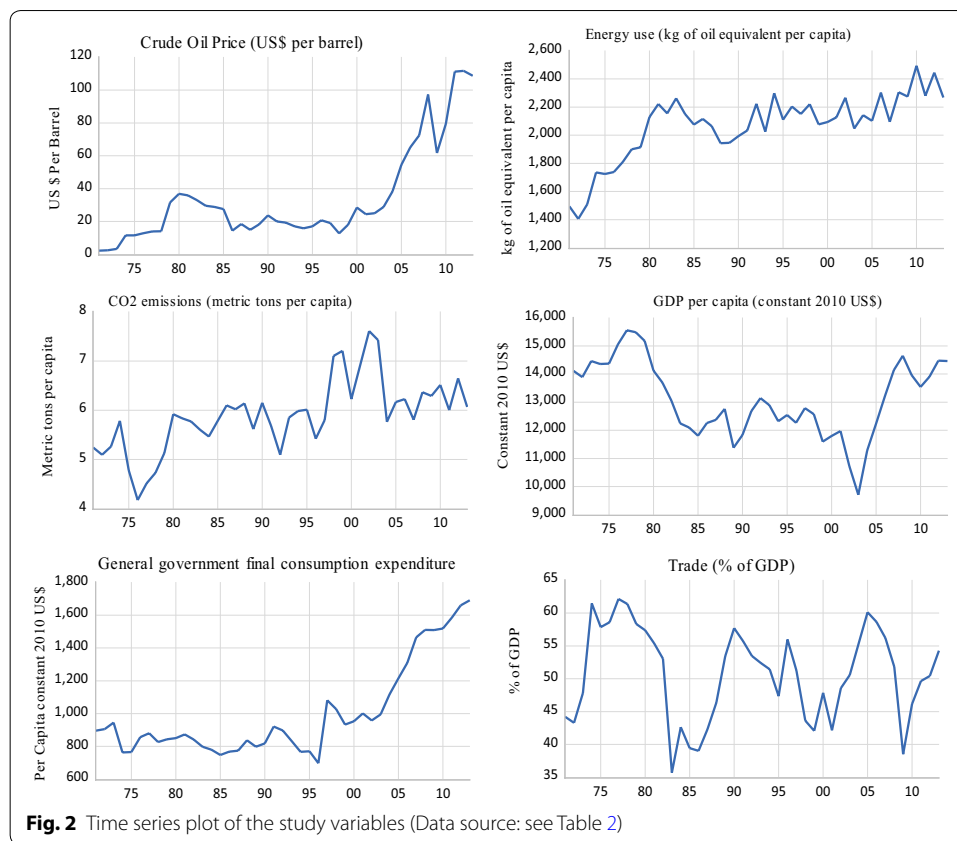 Crude Oil Price (US$ per barrel)
US $ Per Barrel
120
100
80
60
40
20
0
75 80 85 90 95 00 05 10
Energy use (kg of oil equivalent per capita)
kg of oil equivalent per capita
2,600
2,400
2,200
2,000
1,800
1,600
1,400
1,200
75 80 85 90 95 00 05 10
CO2 emissions (metric tons per capita)
Metric tons per capita
8
7
6
5
4
75 80 85 90 95 00 05 10
GDP per capita (constant 2010 US$)
Constant 2010 US$
16,000
15,000
14,000
13,000
12,000
11,000
10,000
9,000
75 80 85 90 95 00 05 10
General government final consumption expenditure
Per Capita constant 2010 US$
1,800
1,600
1,400
1,200
1,000
800
600
75 80 85 90 95 00 05 10
Trade (% of GDP)
% of GDP
65
60
55
50
45
40
35
75 80 85 90 95 00 05 10
Fig. 2 Time series plot of the study variables (Data source: see Table 2)